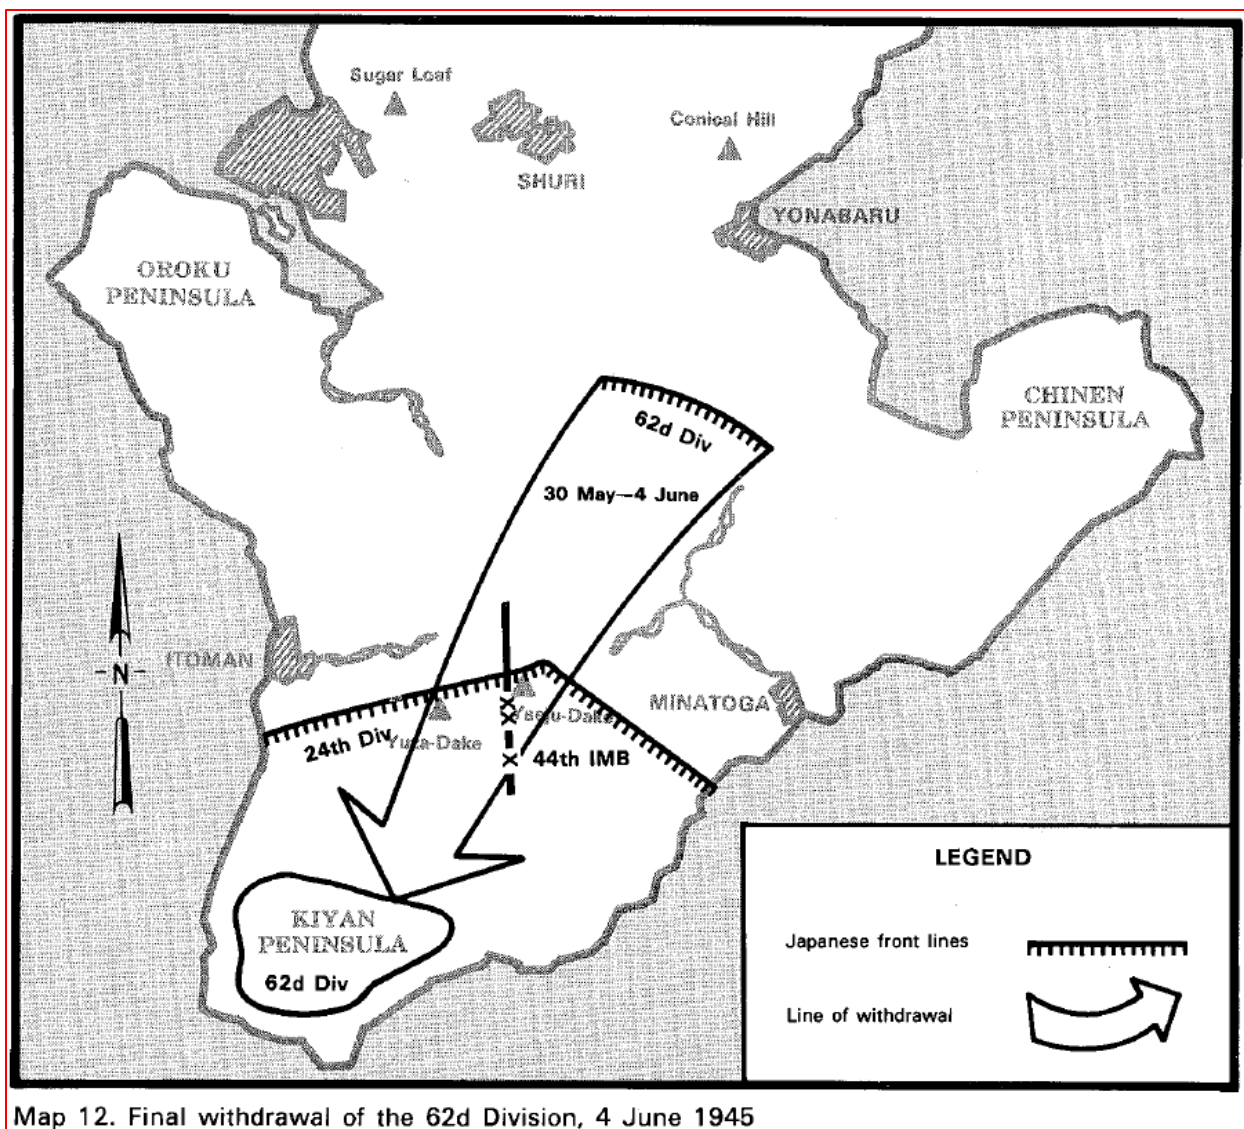 Sugar Loaf
Conical Hill
SHURI
YONABARU
OROKU
PENINSULA
CHINEN
PENINSULA
62d Div
30 May—4 June
ITOMAN
N
MINATOGA
Yaeju-Dake
24th Div
Yuza-Dake
44th IMB
LEGEND
KIYAN
PENINSULA
62d Div
Japanese front lines
Line of withdrawal
Map 12. Final withdrawal of the 62d Division, 4 June 1945